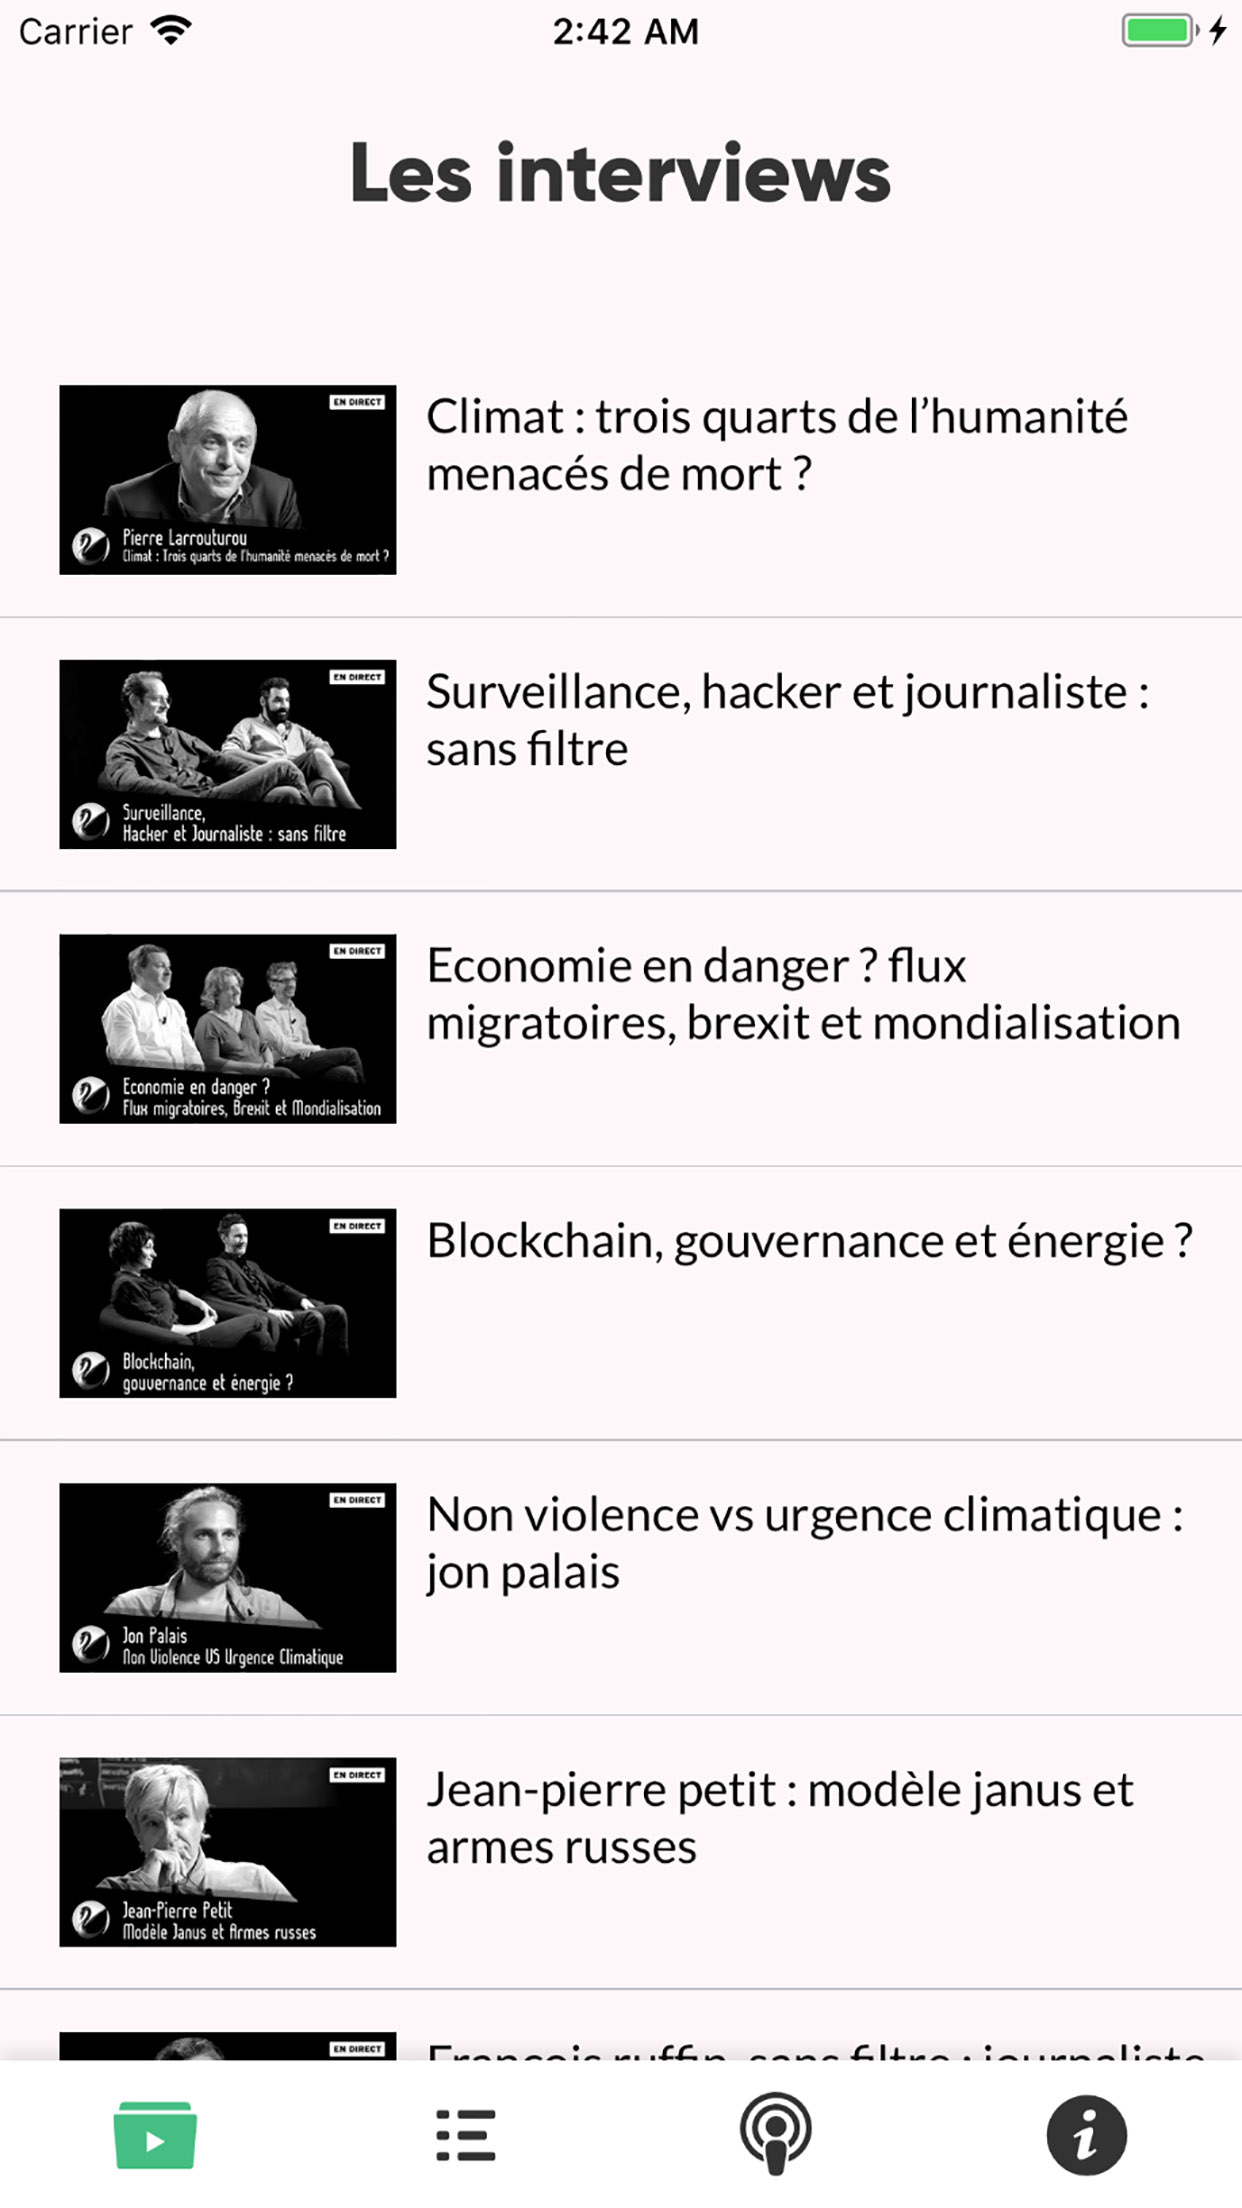 Carrier
2:42 AM
Les interviews
EN DIRECT
Pierre Larrouturou
Climat : Trois quarts de l'humanité menacés de mort ?
Climat : trois quarts de l’humanité
menacés de mort ?
EN DIRECT
Surveillance,
Hacker et Journaliste : sans filtre
Surveillance, hacker et journaliste :
sans filtre
EN DIRECT
Economie en danger ?
Flux migratoires, Brexit et Mondialisation
Economie en danger ? flux
migratoires, brexit et mondialisation
EN DIRECT
Blockchain,
gouvernance et énergie ?
Blockchain, gouvernance et énergie ?
EN DIRECT
Jon Palais
Non Violence VS Urgence Climatique
Non violence vs urgence climatique :
jon palais
EN DIRECT
Jean-Pierre Petit
Modèle Janus et Armes russes
Jean-pierre petit : modèle janus et
armes russes
EN DIRECT
François ruffin, sans filtre : journaliste